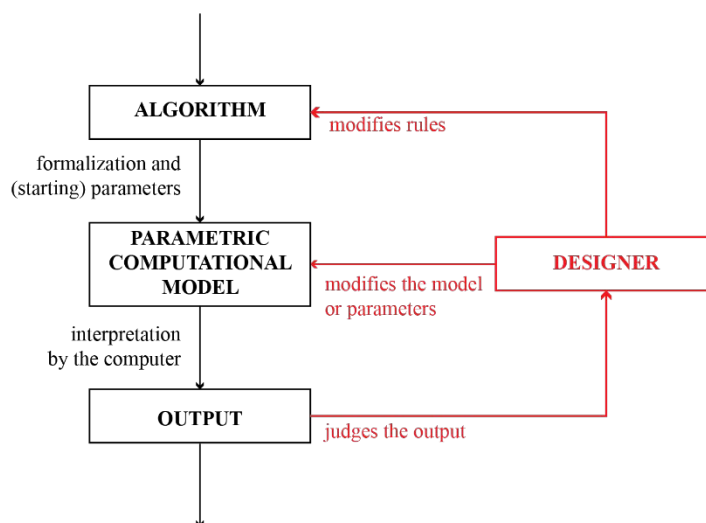 ALGORITHM
modifies rules
formalization and
(starting) parameters
PARAMETRIC
COMPUTATIONAL
MODEL
DESIGNER
modifies the model
or parameters
interpretation
by the computer
OUTPUT
judges the output